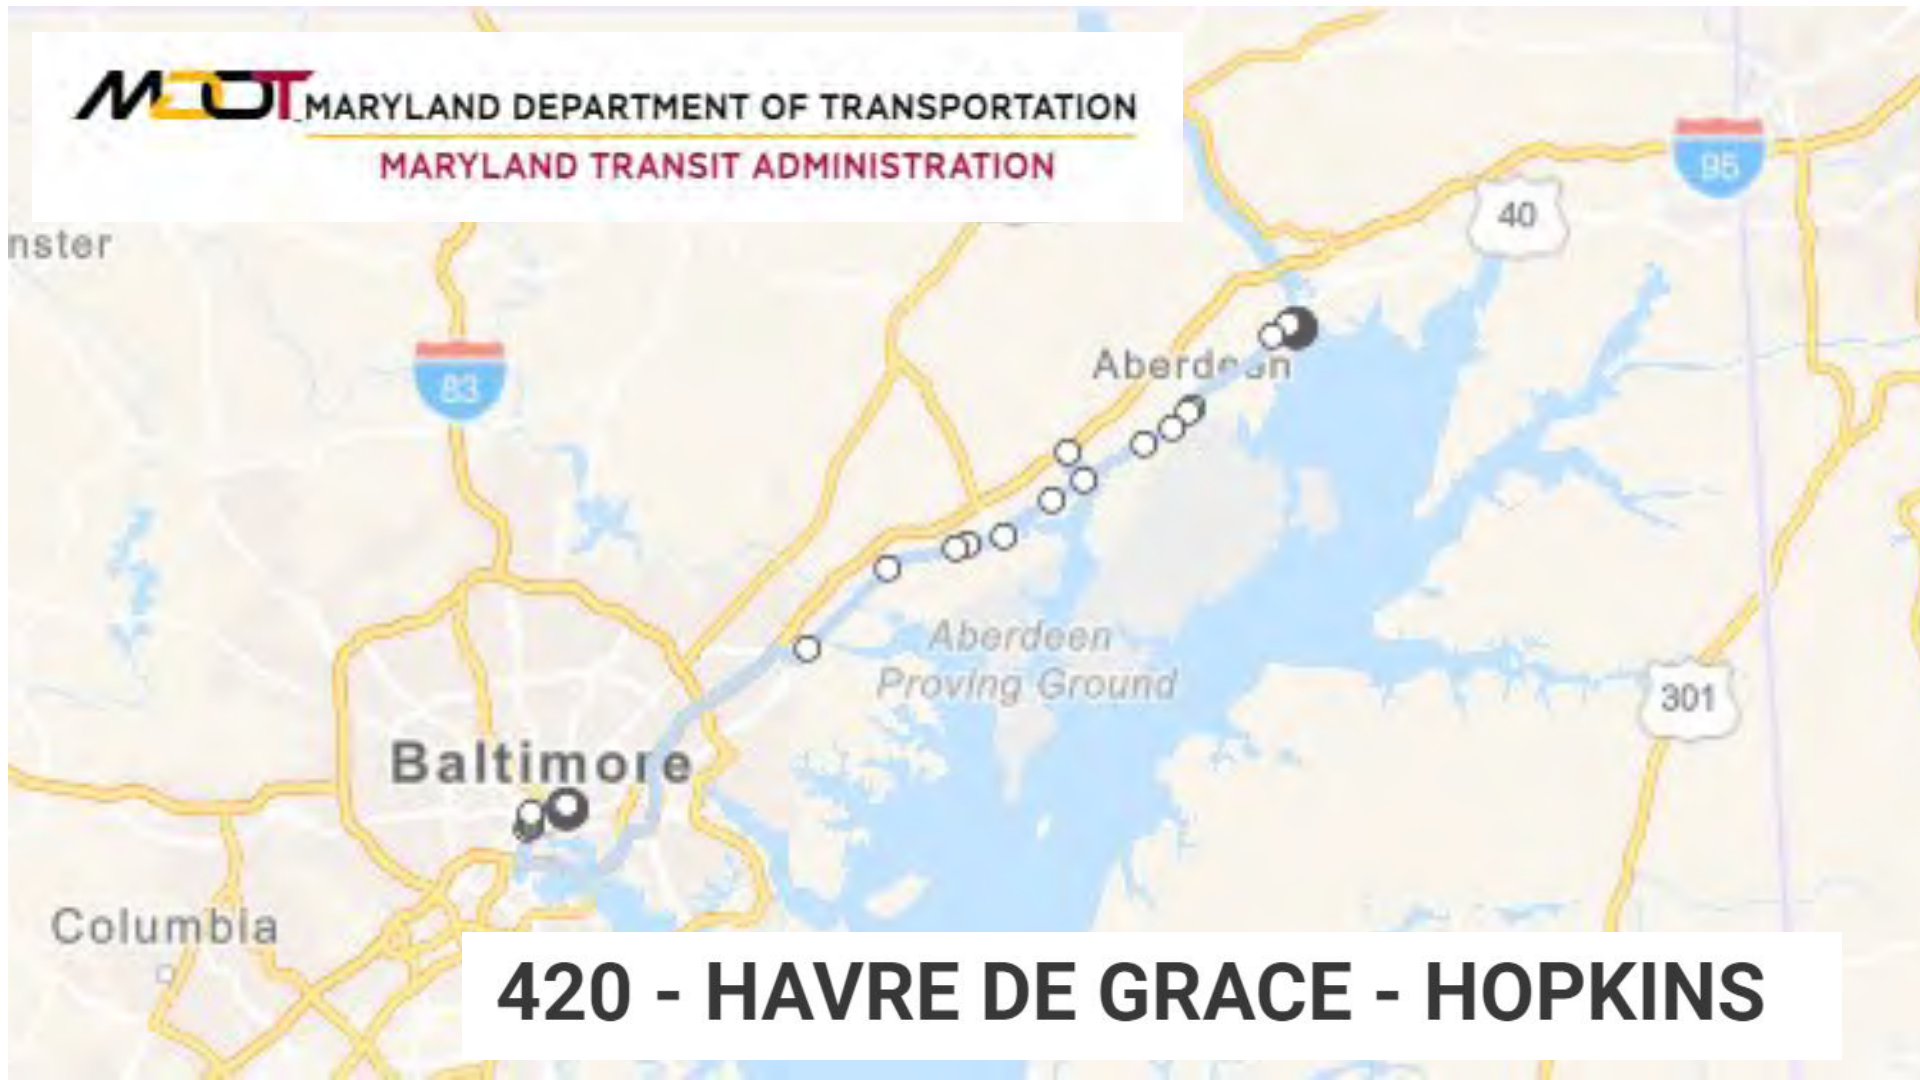 MDOT MARYLAND DEPARTMENT OF TRANSPORTATION
MARYLAND TRANSIT ADMINISTRATION
95
40
nster
Aberdeen
83
Aberdeen
Proving Ground
301
Baltimore
Columbia
420 - HAVRE DE GRACE - HOPKINS